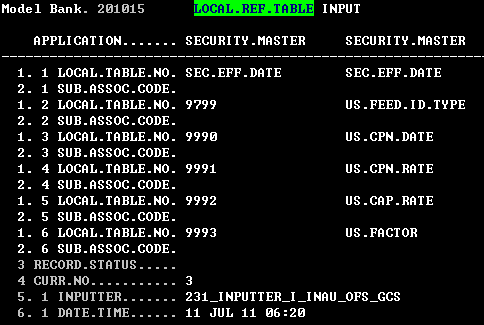 Model Bank. 201015 LOCAL.REF.TABLE INPUT
APPLICATION....... SECURITY.MASTER SECURITY.MASTER
1. 1 LOCAL.TABLE.NO. SEC.EFF.DATE SEC.EFF.DATE
2. 1 SUB.ASSOC.CODE.
1. 2 LOCAL.TABLE.NO. 9799 US.FEED.ID.TYPE
2. 2 SUB.ASSOC.CODE.
1. 3 LOCAL.TABLE.NO. 9990 US.CPN.DATE
2. 3 SUB.ASSOC.CODE.
1. 4 LOCAL.TABLE.NO. 9991 US.CPN.RATE
2. 4 SUB.ASSOC.CODE.
1. 5 LOCAL.TABLE.NO. 9992 US.CAP.RATE
2. 5 SUB.ASSOC.CODE.
1. 6 LOCAL.TABLE.NO. 9993 US.FACTOR
2. 6 SUB.ASSOC.CODE.
3 RECORD.STATUS......
4 CURR.NO............ 3
5. 1 INPUTTER........ 231_INPUTTER_I_INAU_OFS_GCS
6. 1 DATE.TIME....... 11 JUL 11 06:20